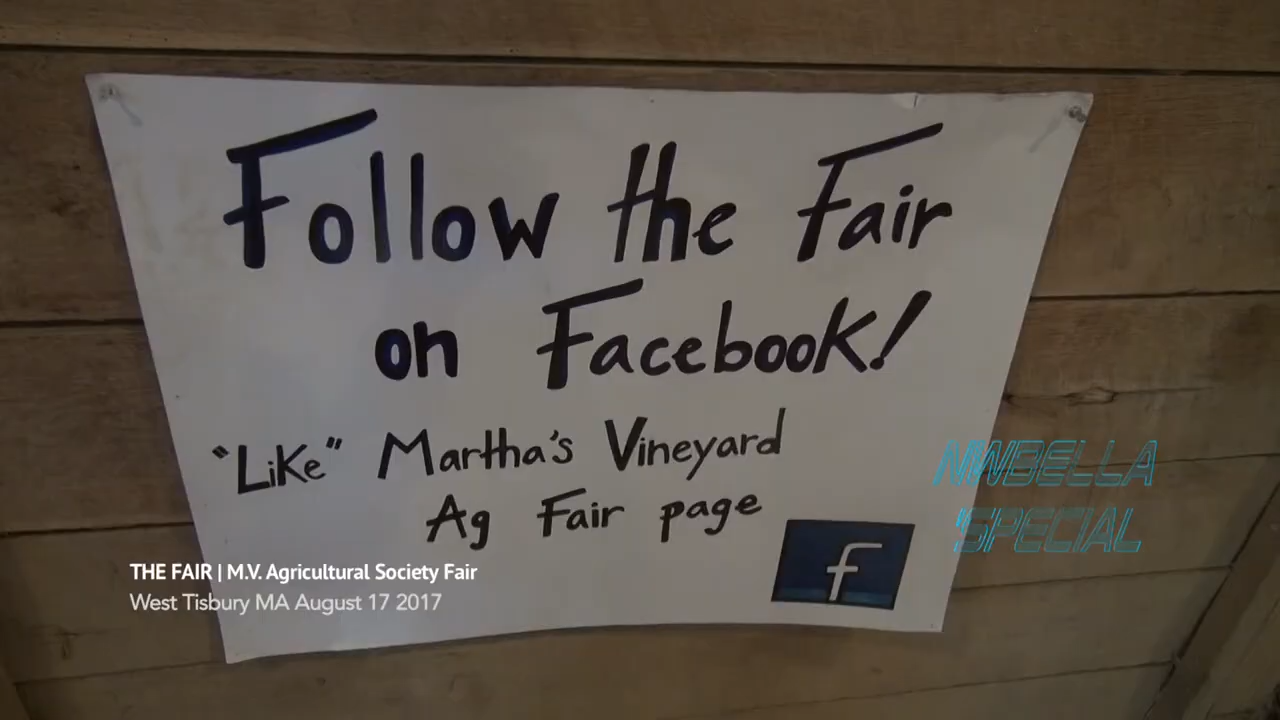 Follow the Fair
on Facebook!
"Like" Martha's Vineyard
Ag Fair page
f
NWBELLA
SPECIAL
THE FAIR | M.V. Agricultural Society Fair
West Tisbury MA August 17 2017